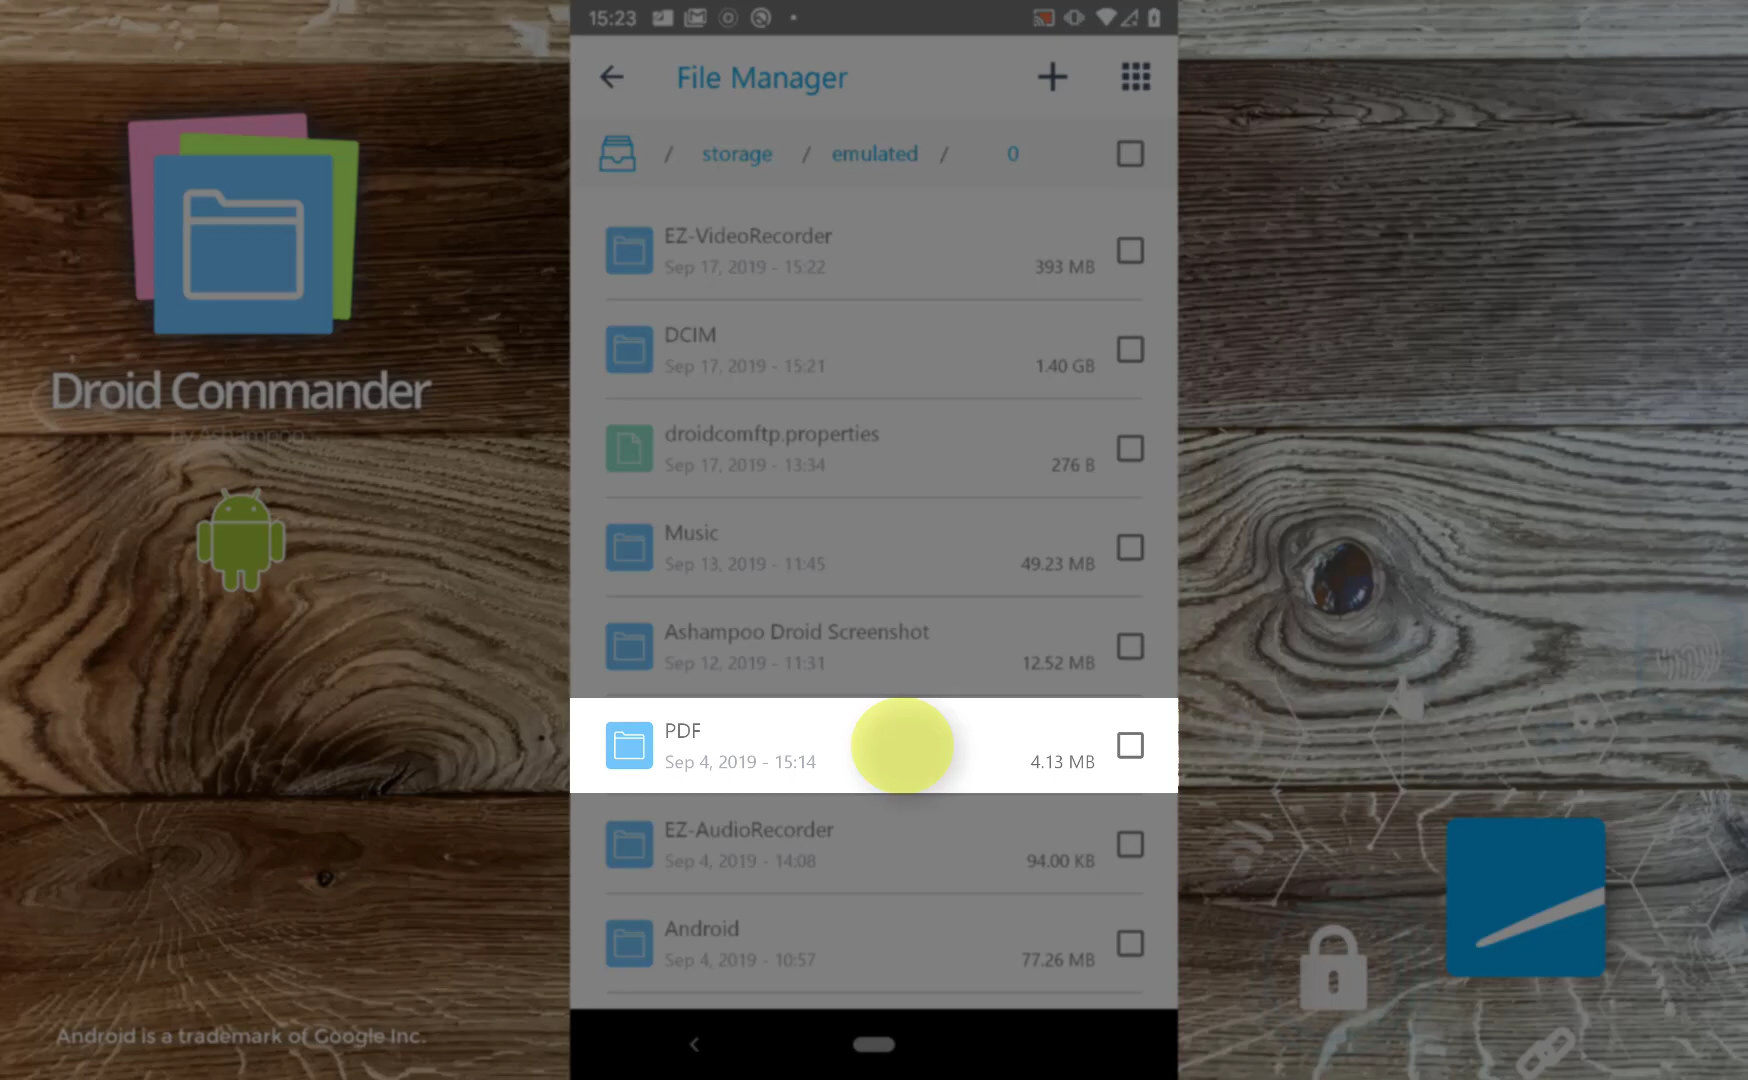 15:23
File Manager
/ storage / emulated / 0
EZ-VideoRecorder
Sep 17, 2019 - 15:22
393 MB
DCIM
Sep 17, 2019 - 15:21
1.40 GB
droidcomftp.properties
Sep 17, 2019 - 13:34
276 B
Music
Sep 13, 2019 - 11:45
49.23 MB
Ashampoo Droid Screenshot
Sep 12, 2019 - 11:31
12.52 MB
PDF
Sep 4, 2019 - 15:14
4.13 MB
EZ-AudioRecorder
Sep 4, 2019 - 14:08
94.00 KB
Android
Sep 4, 2019 - 10:57
77.26 MB
Droid Commander
by Ashampoo
Android is a trademark of Google Inc.